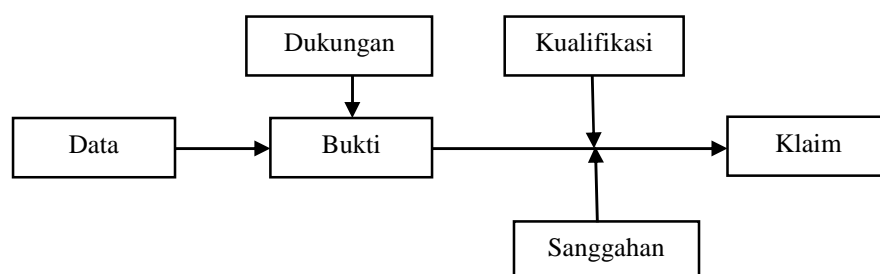 Dukungan
Kualifikasi
Data
Bukti
Klaim
Sanggahan